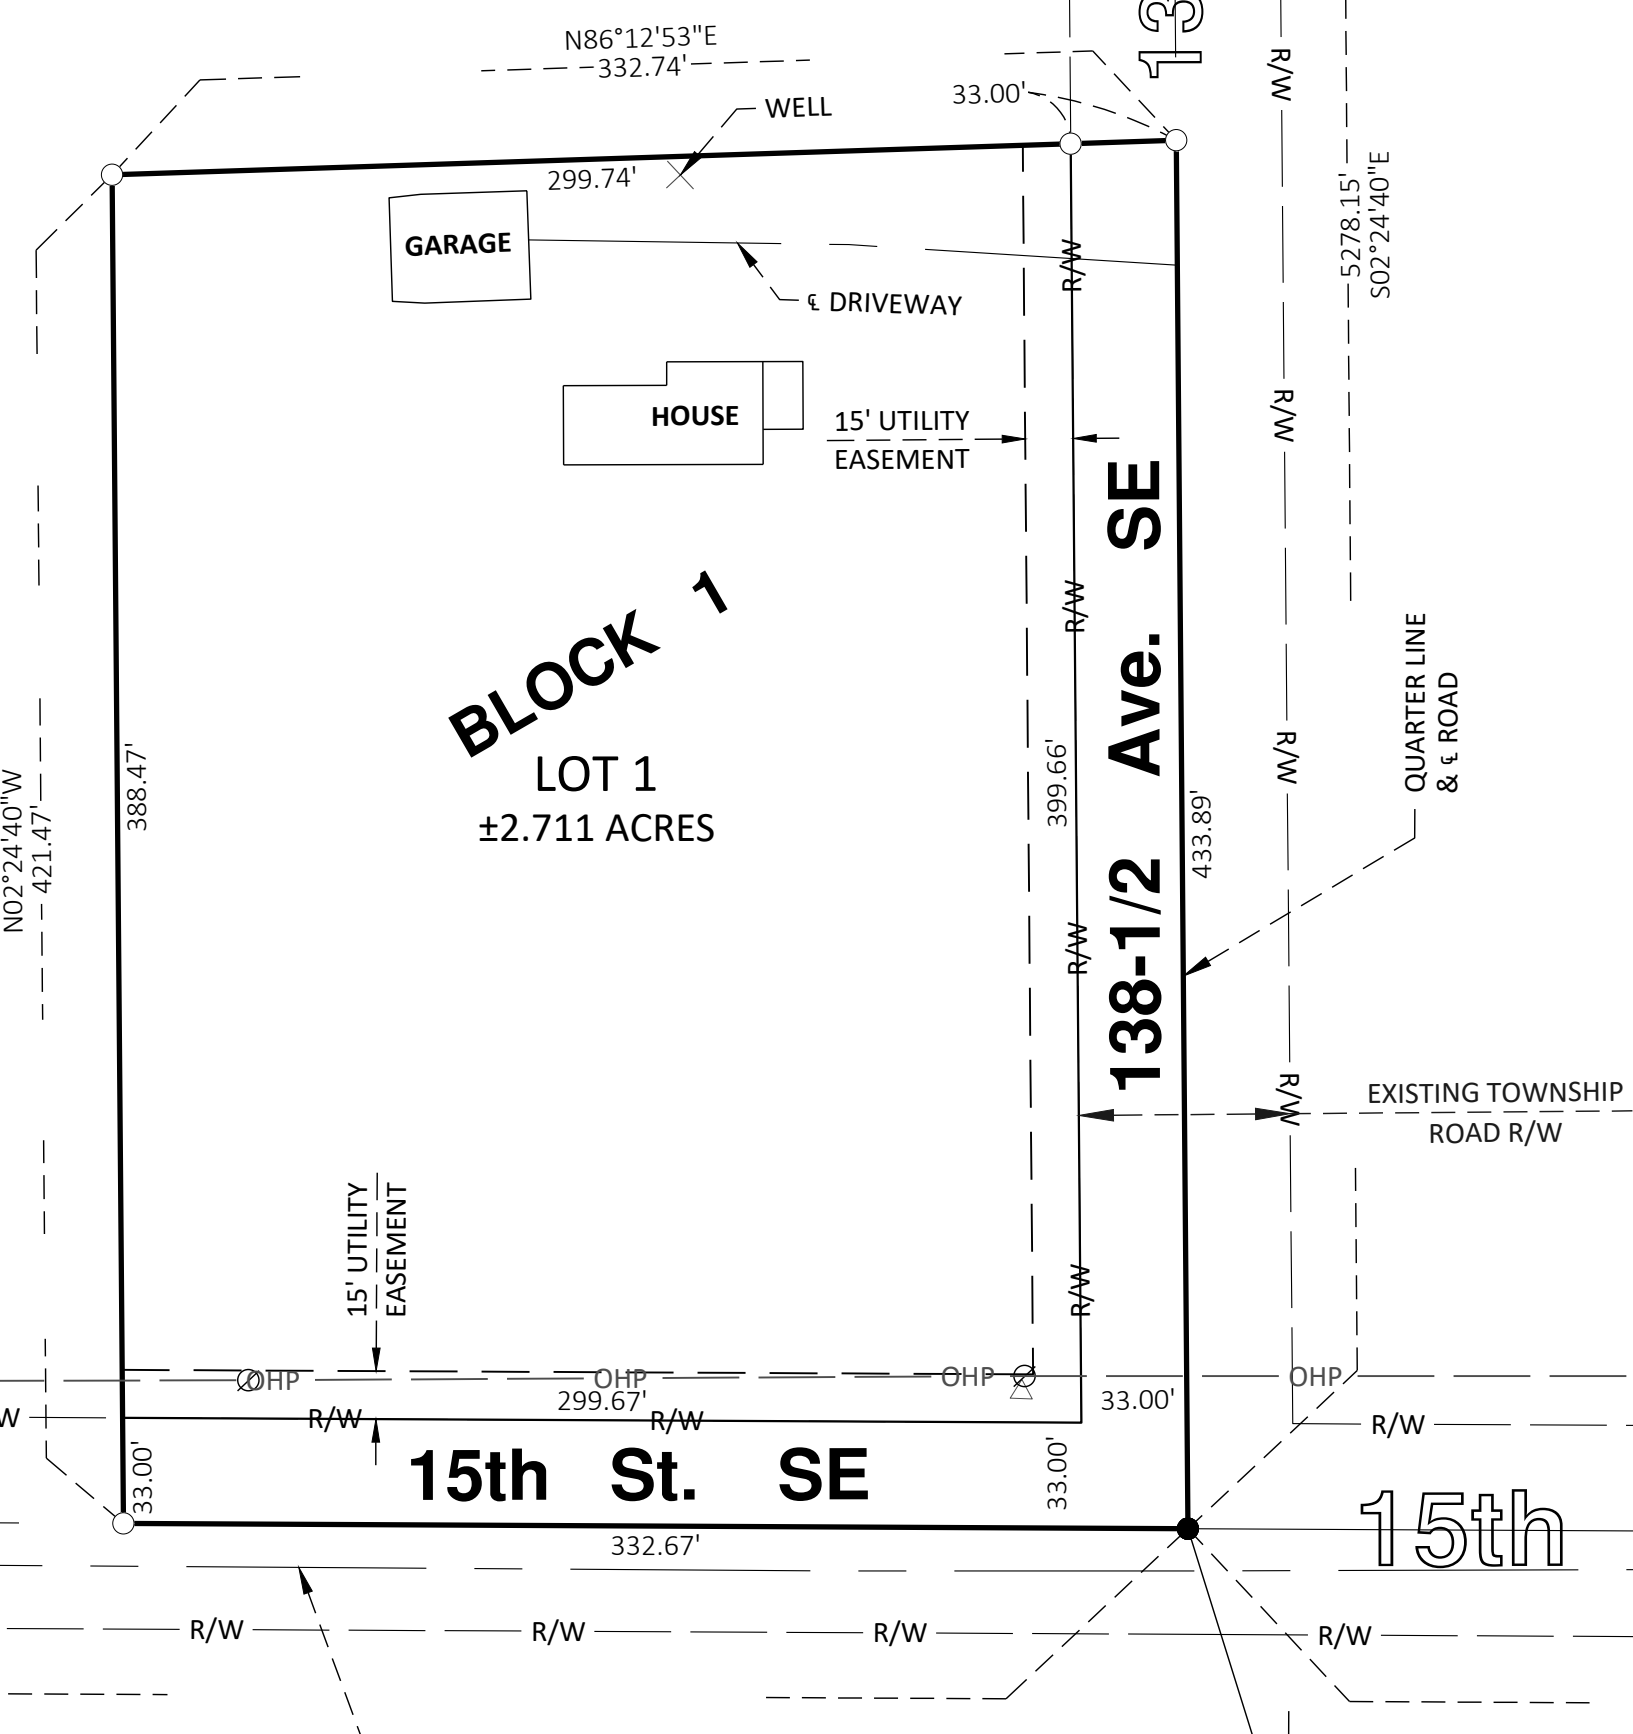 N86°12'53"E
332.74'
13
33.00'
WELL
R/W
299.74'
5278.15'
S02°24'40"E
GARAGE
R/W
℄ DRIVEWAY
HOUSE
15' UTILITY
EASEMENT
R/W
138-1/2 Ave. SE
BLOCK 1
R/W
QUARTER LINE
& ℄ ROAD
LOT 1
±2.711 ACRES
N02°24'40"W
421.47'
388.47'
399.66'
433.89'
R/W
R/W
R/W
EXISTING TOWNSHIP
ROAD R/W
15' UTILITY
EASEMENT
R/W
OHP
OHP
OHP
OHP
299.67'
33.00'
W
R/W
R/W
R/W
33.00'
15th St. SE
33.00'
15th
332.67'
R/W
R/W
R/W
R/W